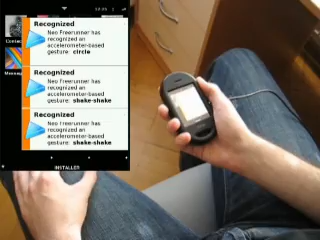 Recognized
Neo Freerunner has
recognized an
accelerometer-based
gesture: circle
Recognized
Neo Freerunner has
recognized an
accelerometer-based
gesture: shake-shake
Recognized
Neo Freerunner has
recognized an
accelerometer-based
gesture: shake-shake
INSTALLER